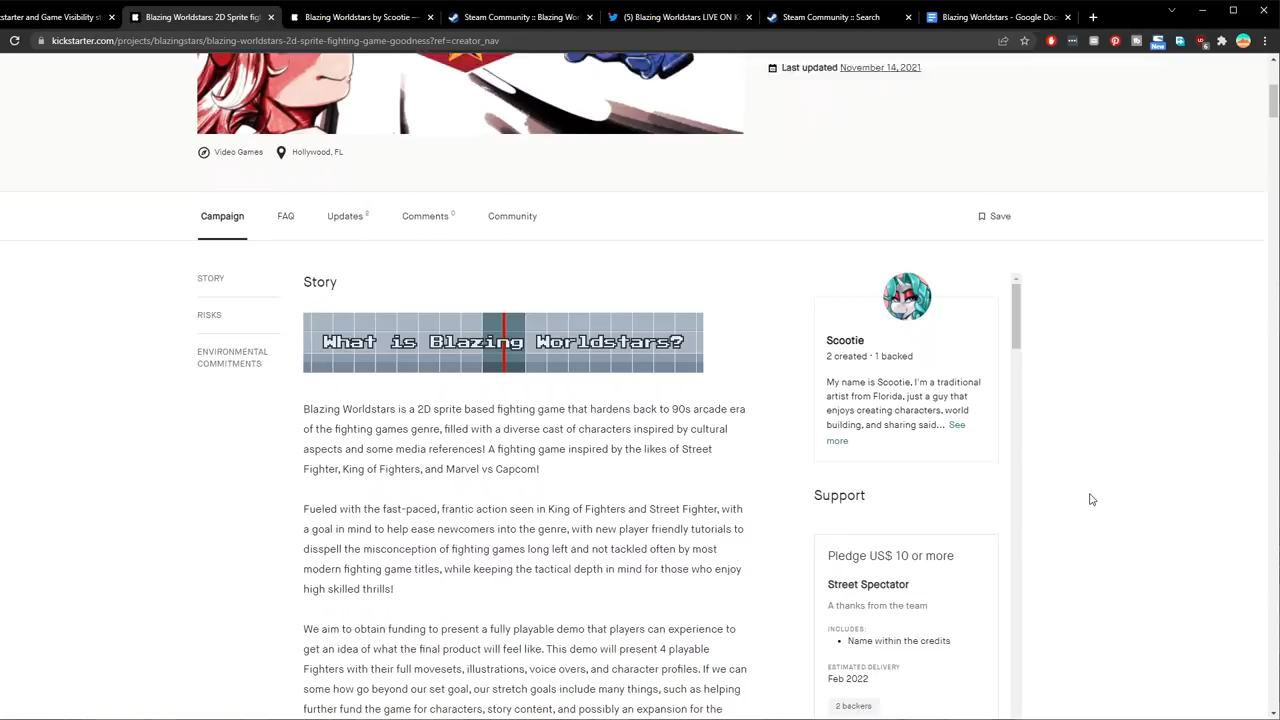 starter and Game Visibility st
Blazing Worldstars: 2D Sprite fig
Blazing Worldstars by Scootie —
Steam Community :: Blazing Wor
(5) Blazing Worldstars LIVE ON K
Steam Community :: Search
Blazing Worldstars - Google Doc
kickstarter.com/projects/blazingstars/blazing-worldstars-2d-sprite-fighting-game-goodness?ref=creator_nav
Last updated November 14, 2021
Video Games
Hollywood, FL
Campaign
FAQ
Updates 2
Comments 0
Community
Save
STORY
RISKS
ENVIRONMENTAL
COMMITMENTS
Story
What is Blazing Worldstars?
Blazing Worldstars is a 2D sprite based fighting game that hardens back to 90s arcade era
of the fighting games genre, filled with a diverse cast of characters inspired by cultural
aspects and some media references! A fighting game inspired by the likes of Street
Fighter, King of Fighters, and Marvel vs Capcom!
Fueled with the fast-paced, frantic action seen in King of Fighters and Street Fighter, with
a goal in mind to help ease newcomers into the genre, with new player friendly tutorials to
disspell the misconception of fighting games long left and not tackled often by most
modern fighting game titles, while keeping the tactical depth in mind for those who enjoy
high skilled thrills!
We aim to obtain funding to present a fully playable demo that players can experience to
get an idea of what the final product will feel like. This demo will present 4 playable
Fighters with their full movesets, illustrations, voice overs, and character profiles. If we can
some how go beyond our set goal, our stretch goals include many things, such as helping
further fund the game for characters, story content, and possibly an expansion for the
Scootie
2 created · 1 backed
My name is Scootie, I'm a traditional
artist from Florida, just a guy that
enjoys creating characters, world
building, and sharing said... See
more
Support
Pledge US$ 10 or more
Street Spectator
A thanks from the team
INCLUDES:
• Name within the credits
ESTIMATED DELIVERY
Feb 2022
2 backers